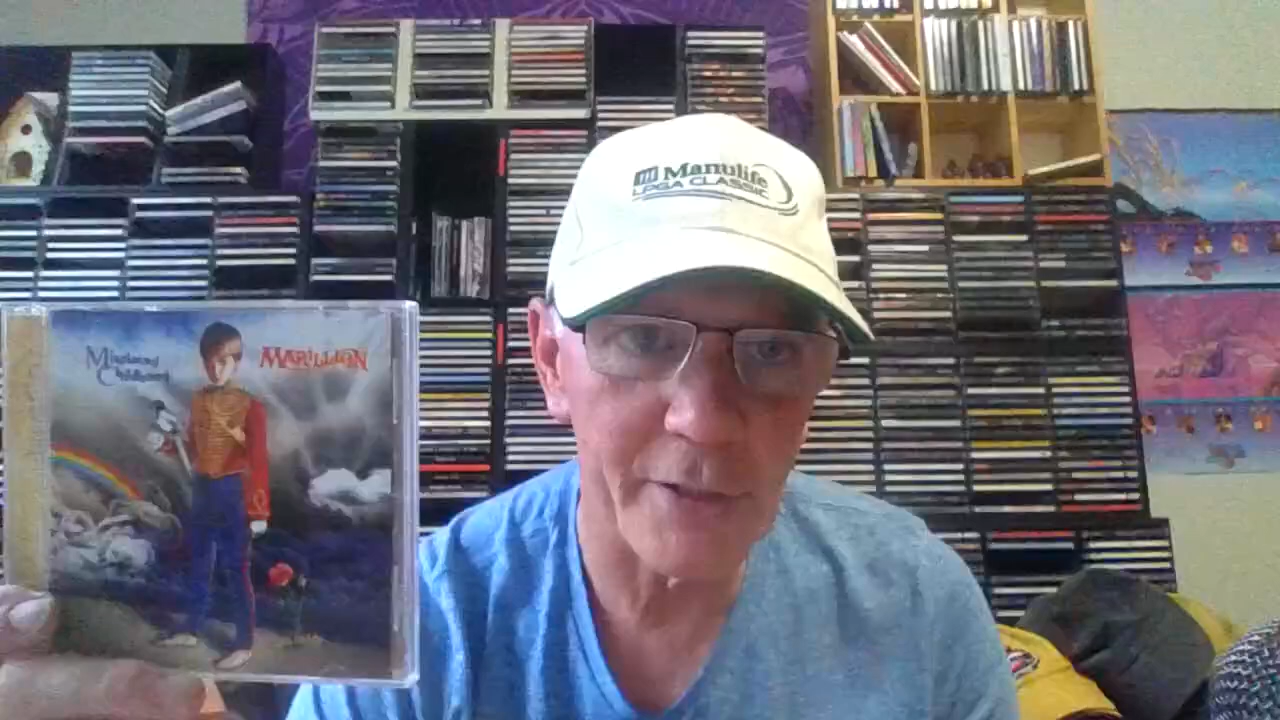 Manulife
LPGA CLASSIC
Misplaced
Childhood
MARILLION